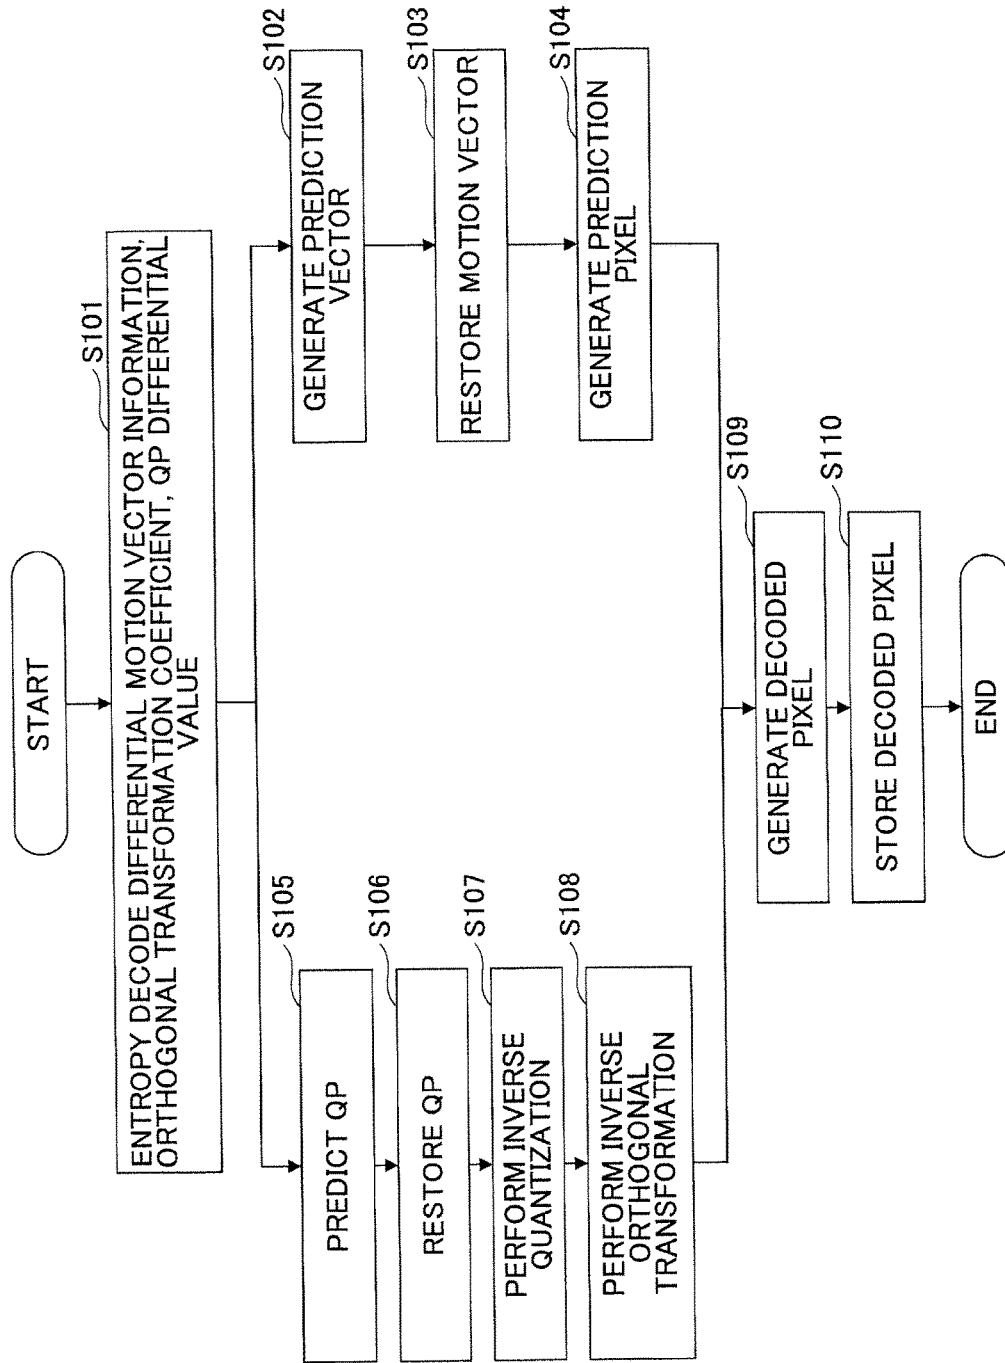 START
S101
ENTROPY DECODE DIFFERENTIAL MOTION VECTOR INFORMATION,
ORTHOGONAL TRANSFORMATION COEFFICIENT, QP DIFFERENTIAL
VALUE
S105
PREDICT QP
S106
RESTORE QP
S107
PERFORM INVERSE
QUANTIZATION
S108
PERFORM INVERSE
ORTHOGONAL
TRANSFORMATION
S102
GENERATE PREDICTION
VECTOR
S103
RESTORE MOTION VECTOR
S104
GENERATE PREDICTION
PIXEL
S109
GENERATE DECODED
PIXEL
S110
STORE DECODED PIXEL
END